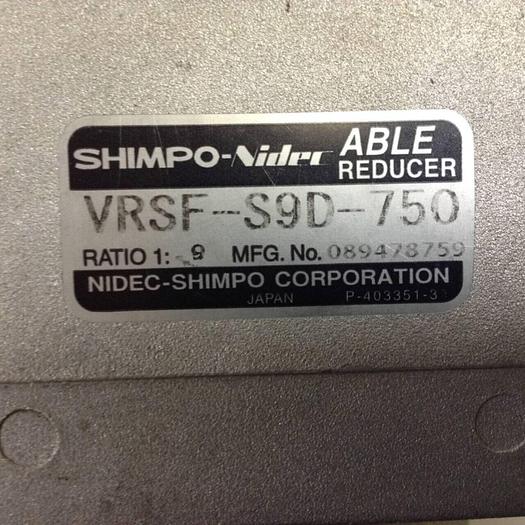 SHIMPO-Nidec ABLE REDUCER
VRSF-S9D-750
RATIO 1: 9 MFG. No. 089478759
NIDEC-SHIMPO CORPORATION
JAPAN P-403351-3